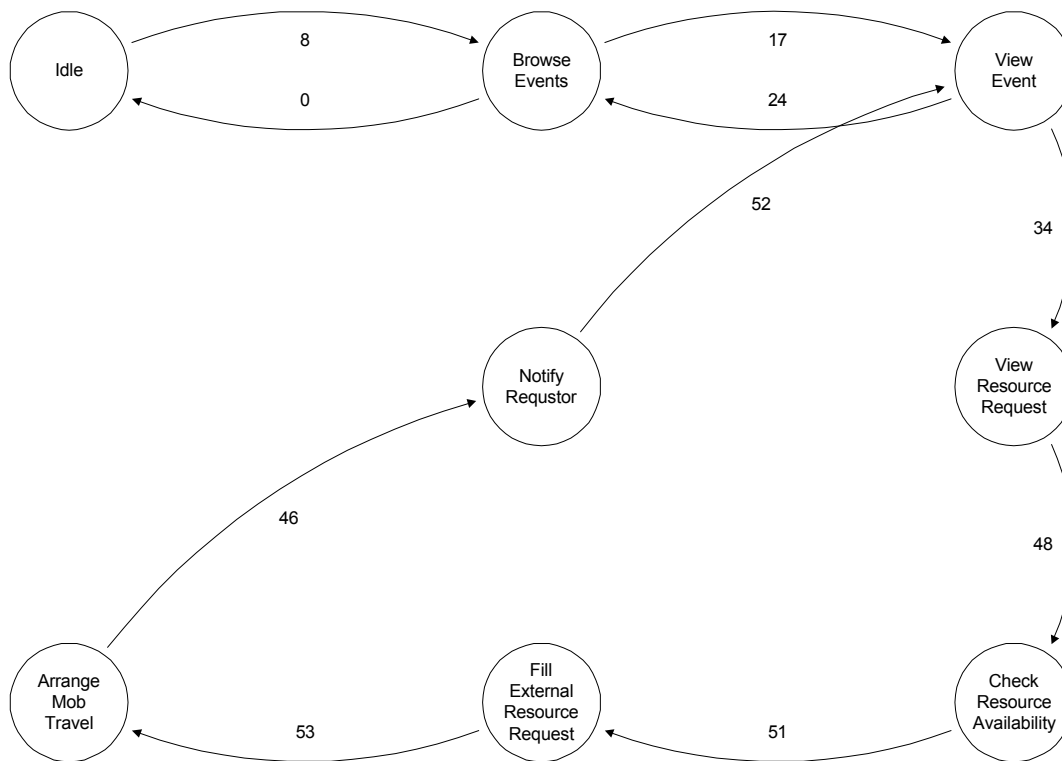 8
17
Idle
Browse
Events
View
Event
0
24
52
34
Notify
Requstor
View
Resource
Request
46
48
Arrange
Mob
Travel
Fill
External
Resource
Request
Check
Resource
Availability
53
51